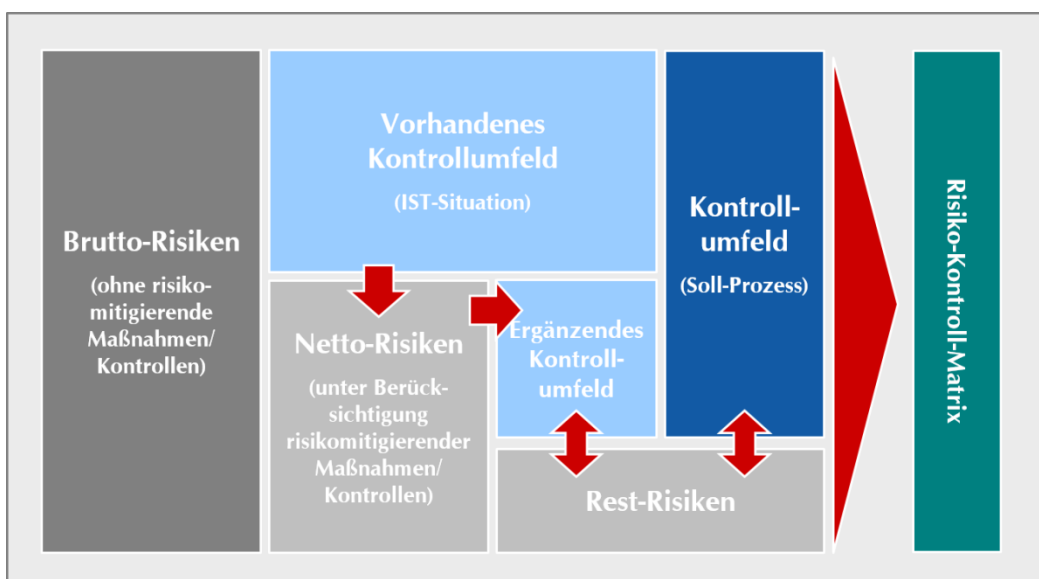 Brutto-Risiken
(ohne risiko-
mitigierende
Maßnahmen/
Kontrollen)
Vorhandenes
Kontrollumfeld
(IST-Situation)
Netto-Risiken
(unter Berück-
sichtigung
risikomitigierender
Maßnahmen/
Kontrollen)
Ergänzendes
Kontroll-
umfeld
Kontroll-
umfeld
(Soll-Prozess)
Rest-Risiken
Risiko-Kontroll-Matrix